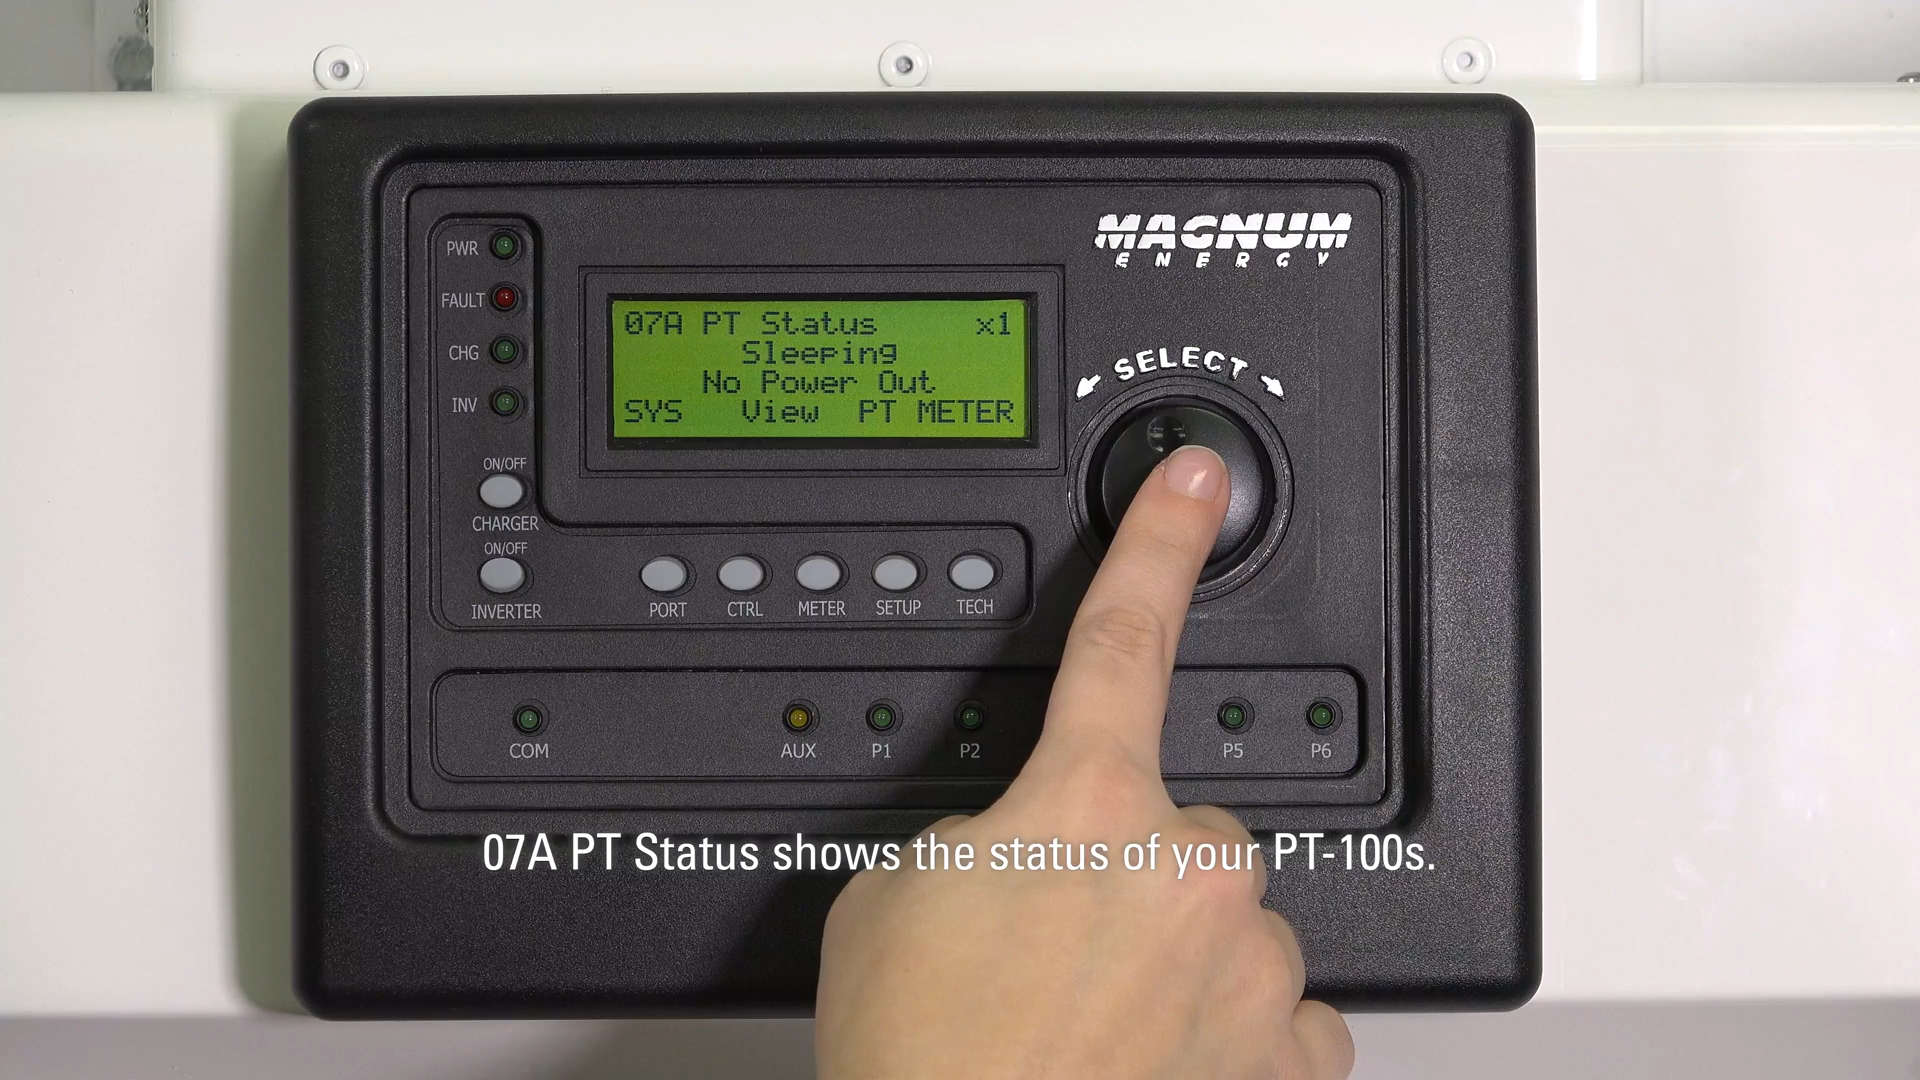 MAGNUM
ENERGY
PWR
FAULT
CHG
INV
07A PT Status x1
Sleeping
No Power Out
SYS View PT METER
SELECT
ON/OFF
CHARGER
ON/OFF
INVERTER
PORT CTRL METER SETUP TECH
COM AUX P1 P2 P5 P6
07A PT Status shows the status of your PT-100s.